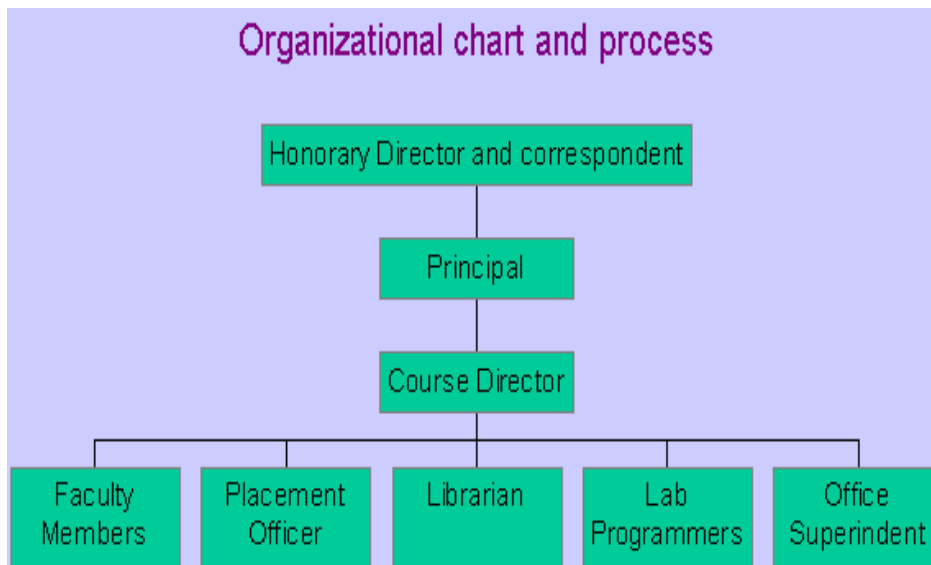 Organizational chart and process
Honorary Director and correspondent
Principal
Course Director
Faculty
Members
Placement
Officer
Librarian
Lab
Programmers
Office
Superindent